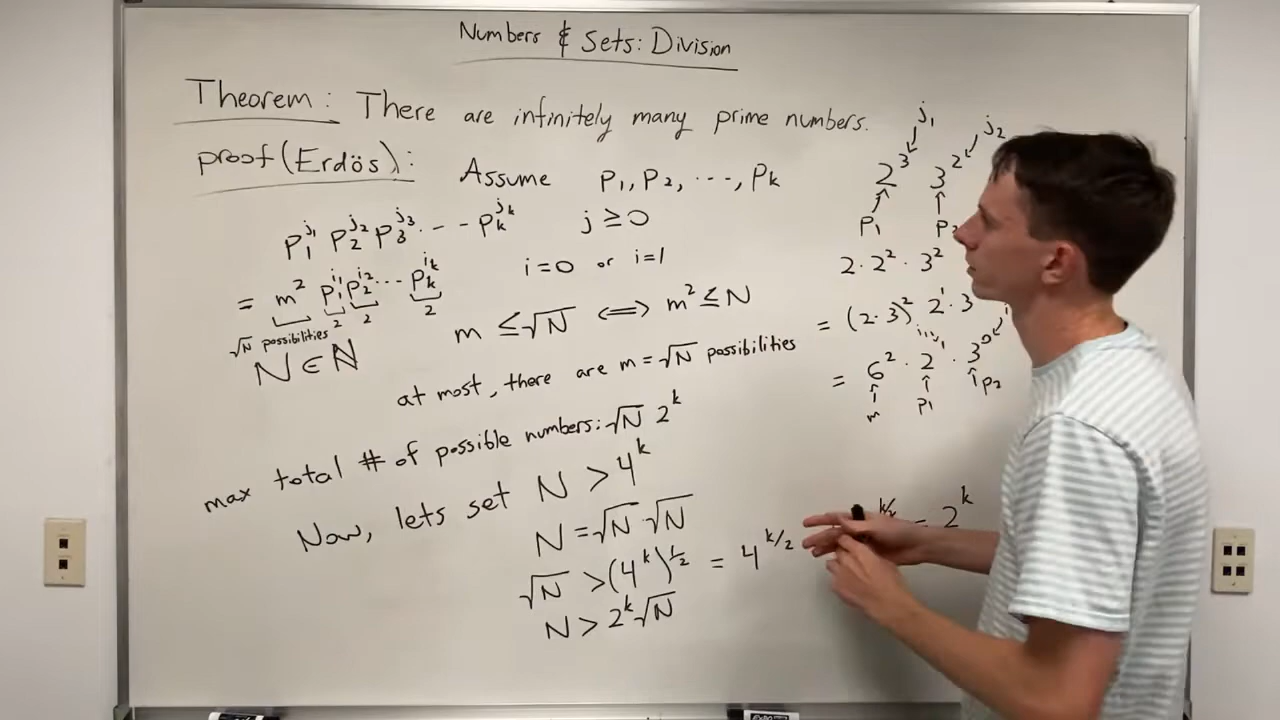 Numbers & Sets: Division
Theorem: There are infinitely many prime numbers.
proof (Erdös): Assume P₁, P₂, ..., Pₖ
P₁^j₁ P₂^j₂ P₃^j₃ · - - Pₖ^jₖ j ≥ 0
= m² P₁^i₁ P₂^i₂ ... Pₖ^iₖ i=0 or i=1
√N possibilities 2 2 2
m ≤ √N ⟺ m² ≤ N
N ∈ ℕ
at most, there are m = √N possibilities
max total # of possible numbers: √N 2^k
Now, lets set N > 4^k
N = √N √N
√N > (4^k)^½ = 4^k/2
k/2 = 2^k
N > 2^k √N
j₁ j₂
2³ 3²
P₁ P₂
2 · 2² · 3²
= (2·3)² 2¹ · 3
= 6² · 2 · 3⁰
m P₁ P₂